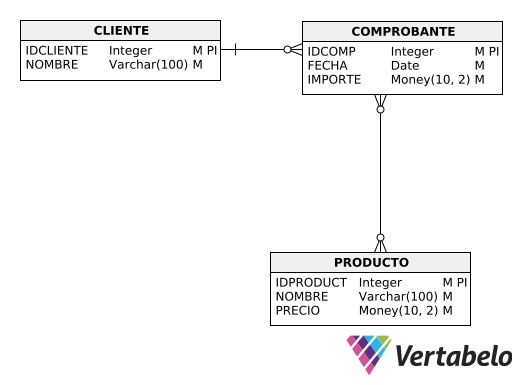 CLIENTE
IDCLIENTE Integer M PI
NOMBRE Varchar(100) M
COMPROBANTE
IDCOMP Integer M PI
FECHA Date M
IMPORTE Money(10, 2) M
PRODUCTO
IDPRODUCT Integer M PI
NOMBRE Varchar(100) M
PRECIO Money(10, 2) M
Vertabelo